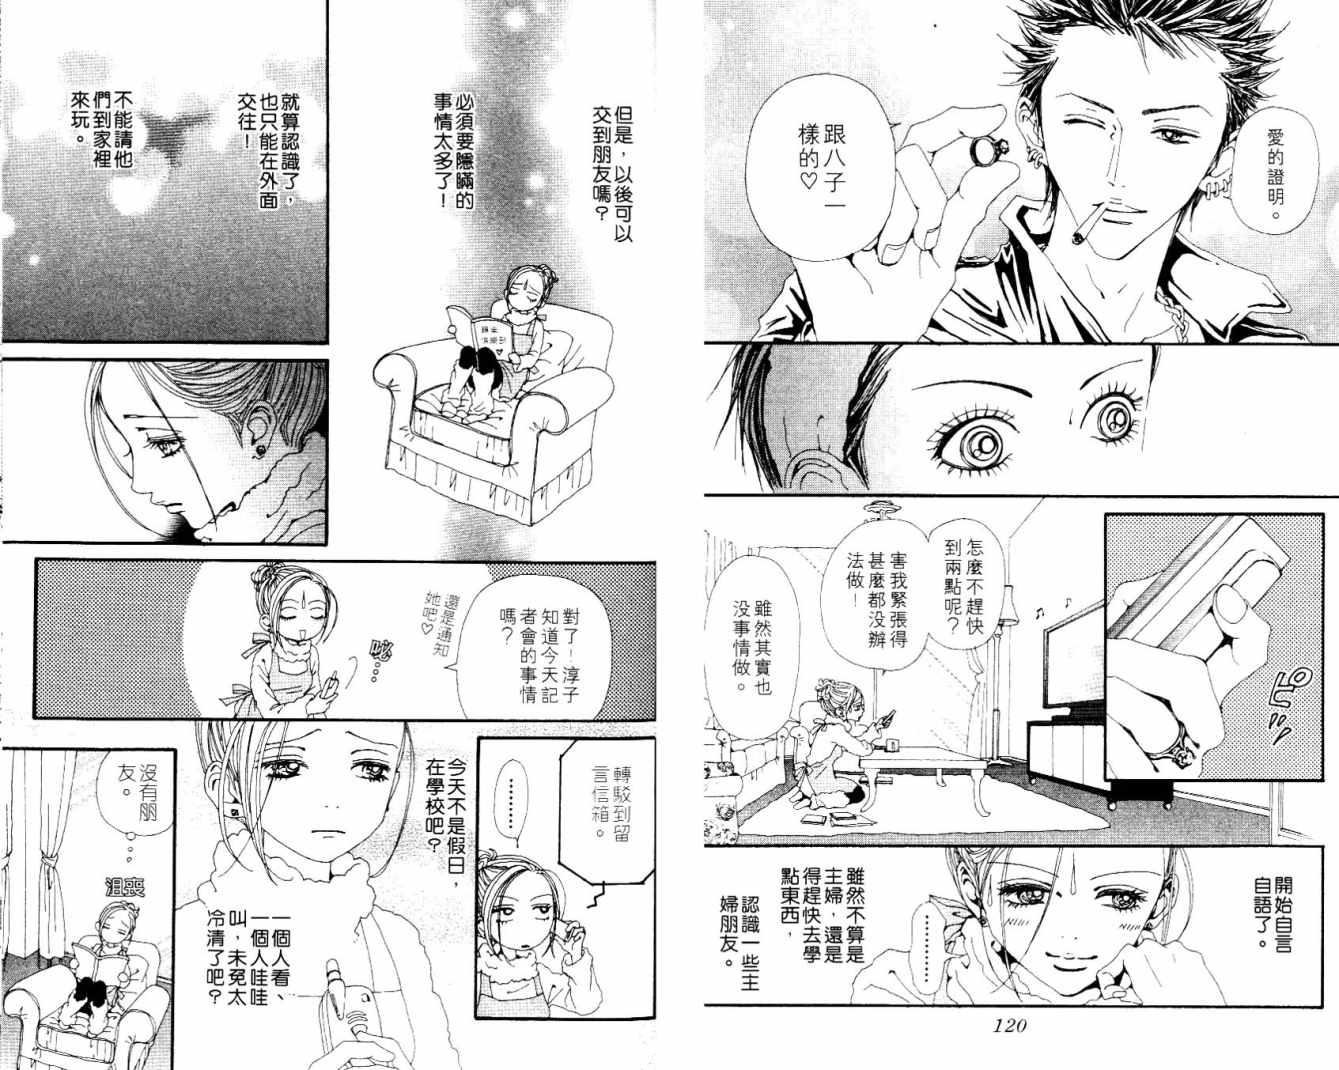 愛的證明。
跟八子一
樣的♡
ピピッ
怎麼不趕快
到兩點呢?
害我緊張得
甚麼都没辦
法做!
雖然其實也
没事情做。
開始自言
自語了。
………
雖然不算是
主婦,還是
得趕快去學
點東西,
認識一些主
婦朋友。
120
但是,以後可以
交到朋友嗎?
必須要隱瞞的
事情太多了!
就算認識了,
也只能在外面
交往!
不能請他
們到家裡
來玩。
對了!淳子
知道今天記
者會的事情
嗎?
還是通知
她吧♡
咇…
轉駁到留
言信箱。
………
今天不是假日,
在學校吧?
一個人看、
一個人哇哇
叫,未免太
冷清了吧?
沒有朋
友。
沮喪